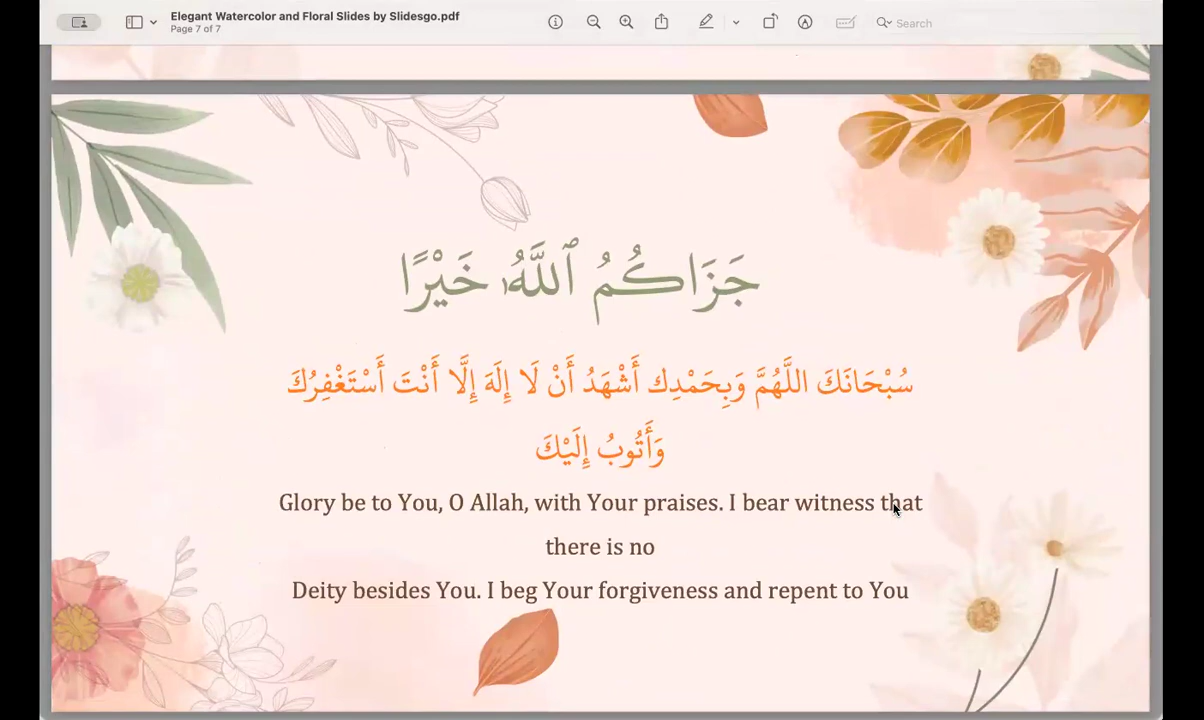 Elegant Watercolor and Floral Slides by Slidesgo.pdf
Page 7 of 7
Search
جَزَاكُمُ ٱللَّهُ خَيْرًا
سُبْحَانَكَ اللَّهُمَّ وَبِحَمْدِك أَشْهَدُ أَنْ لَا إِلَهَ إِلَّا أَنْتَ أَسْتَغْفِرُكَ
وَأَتُوبُ إِلَيْكَ
Glory be to You, O Allah, with Your praises. I bear witness that
there is no
Deity besides You. I beg Your forgiveness and repent to You